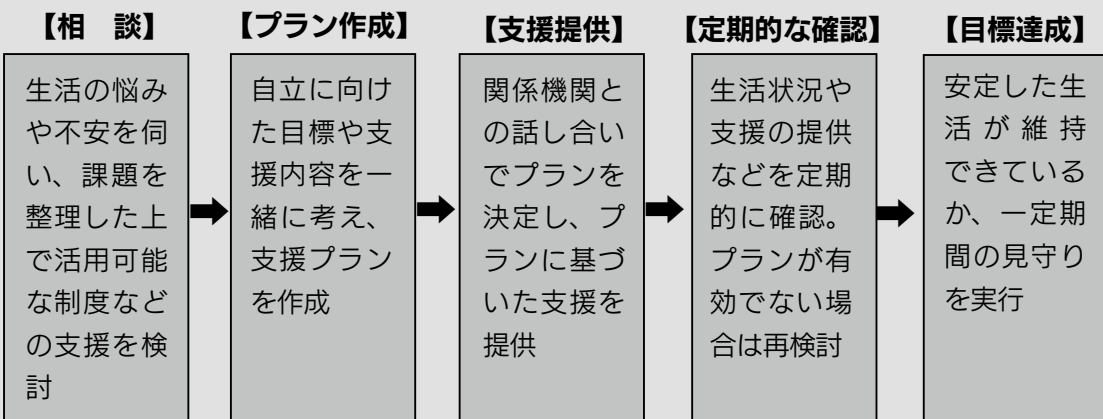 【相　談】
生活の悩み
や不安を伺
い、課題を
整理した上
で活用可能
な制度など
の支援を検
討
【プラン作成】
自立に向け
た目標や支
援内容を一
緒に考え、
支援プラン
を作成
【支援提供】
関係機関と
の話し合い
でプランを
決定し、プ
ランに基づ
いた支援を
提供
【定期的な確認】
生活状況や
支援の提供
などを定期
的に確認。
プランが有
効でない場
合は再検討
【目標達成】
安定した生
活が維持
できている
か、一定期
間の見守り
を実行